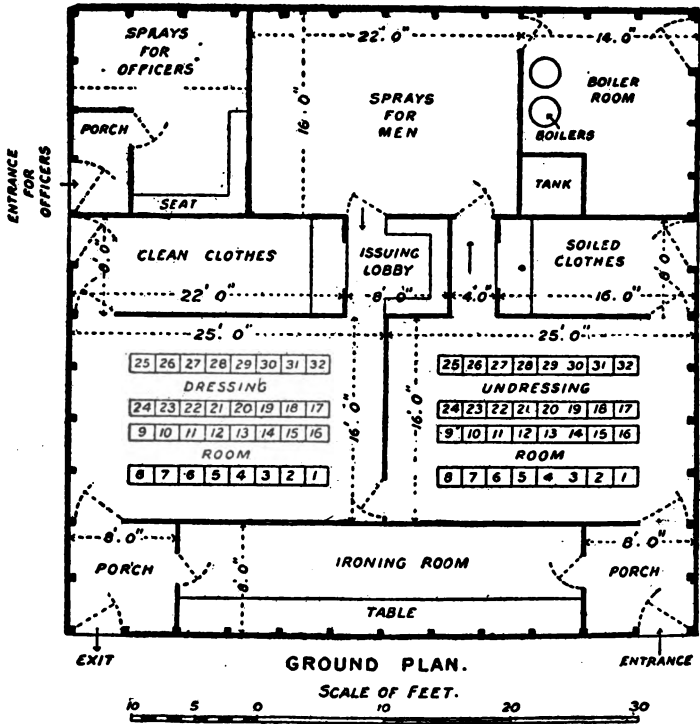 SPRAYS
FOR
OFFICERS
22'.0"
14'.0"
16'.0"
SPRAYS
FOR
MEN
BOILER
ROOM
BOILERS
PORCH
ENTRANCE
FOR
OFFICERS
TANK
SEAT
CLEAN CLOTHES
ISSUING
LOBBY
SOILED
CLOTHES
8'.0"
8'.0"
22'.0"
8'.0"
4'.0"
16'.0"
25'.0"
25'.0"
25 26 27 28 29 30 31 32
DRESSING
24 23 22 21 20 19 18 17
9 10 11 12 13 14 15 16
ROOM
8 7 6 5 4 3 2 1
16'.0"
16'.0"
25 26 27 28 29 30 31 32
UNDRESSING
24 23 22 21 20 19 18 17
9 10 11 12 13 14 15 16
ROOM
8 7 6 5 4 3 2 1
8'.0"
8'.0"
PORCH
8'.0"
IRONING ROOM
PORCH
TABLE
EXIT
ENTRANCE
GROUND PLAN.
SCALE OF FEET.
10 5 0 10 20 30